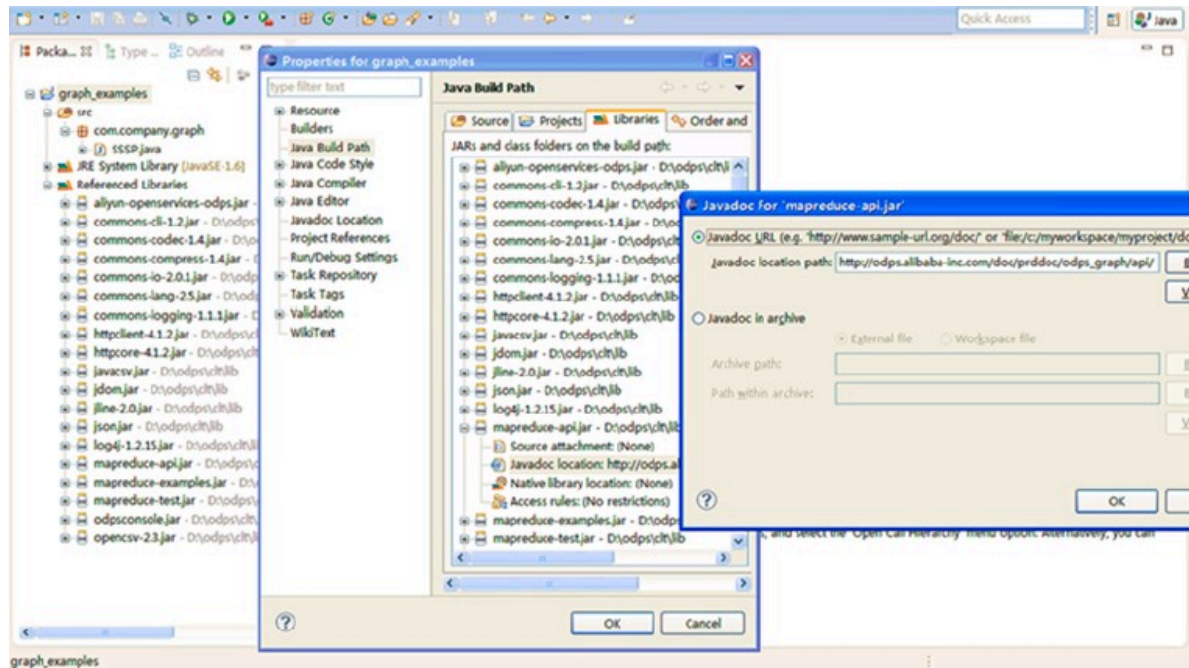 Quick Access
Java
Packa...
Type ...
Outline
graph_examples
src
com.company.graph
SSSP.java
JRE System Library [JavaSE-1.6]
Referenced Libraries
aliyun-openservices-odps.jar -
commons-cli-1.2.jar - D:\odps\
commons-codec-1.4.jar - D:\o
commons-compress-1.4.jar -
commons-io-2.0.1.jar - D:\odp
commons-lang-2.5.jar - D:\odp
commons-logging-1.1.1.jar -
httpclient-4.1.2.jar - D:\odps\c
httpcore-4.1.2.jar - D:\odps\clt
javacsv.jar - D:\odps\clt\lib
jdom.jar - D:\odps\clt\lib
jline-2.0.jar - D:\odps\clt\lib
json.jar - D:\odps\clt\lib
log4j-1.2.15.jar - D:\odps\clt\li
mapreduce-api.jar - D:\odps\c
mapreduce-examples.jar - D:\
mapreduce-test.jar - D:\odps\
odpsconsole.jar - D:\odps\clt\
opencsv-2.3.jar - D:\odps\clt\l
Properties for graph_examples
type filter text
Resource
Builders
Java Build Path
Java Code Style
Java Compiler
Java Editor
Javadoc Location
Project References
Run/Debug Settings
Task Repository
Task Tags
Validation
WikiText
Java Build Path
Source
Projects
Libraries
Order and
JARs and class folders on the build path:
aliyun-openservices-odps.jar - D:\odps\clt\li
commons-cli-1.2.jar - D:\odps\clt\lib
commons-codec-1.4.jar - D:\odps\
commons-compress-1.4.jar - D:\od
commons-io-2.0.1.jar - D:\odps\clt
commons-lang-2.5.jar - D:\odps\clt
commons-logging-1.1.1.jar - D:\od
httpclient-4.1.2.jar - D:\odps\clt\lib
httpcore-4.1.2.jar - D:\odps\clt\lib
javacsv.jar - D:\odps\clt\lib
jdom.jar - D:\odps\clt\lib
jline-2.0.jar - D:\odps\clt\lib
json.jar - D:\odps\clt\lib
log4j-1.2.15.jar - D:\odps\clt\lib
mapreduce-api.jar - D:\odps\clt\lib
Source attachment: (None)
Javadoc location: http://odps.al
Native library location: (None)
Access rules: (No restrictions)
mapreduce-examples.jar - D:\odps
mapreduce-test.jar - D:\odps\clt\lib
OK
Cancel
Javadoc for 'mapreduce-api.jar'
Javadoc URL (e.g. 'http://www.sample-url.org/doc/' or 'file:/c:/myworkspace/myproject/do
Javadoc location path: http://odps.alibaba-inc.com/doc/prddoc/odps_graph/api/
Javadoc in archive
External file
Workspace file
Archive path:
Path within archive:
OK
s, and select the 'Open Call Hierarchy' menu option. Alternatively, you can
graph_examples